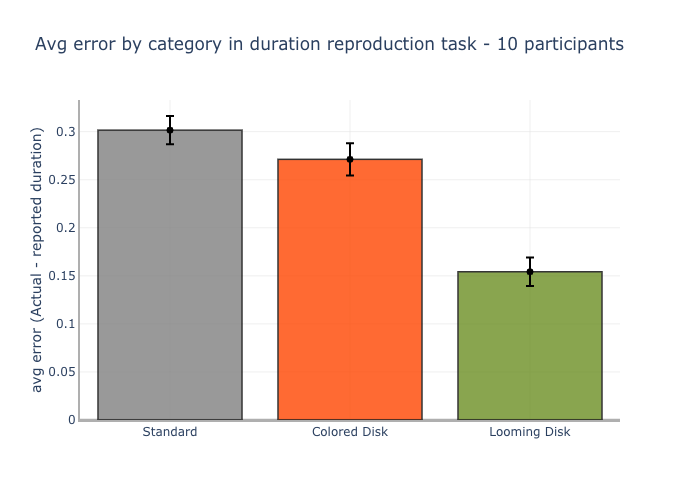 Avg error by category in duration reproduction task - 10 participants
avg error (Actual - reported duration)
0.3
0.25
0.2
0.15
0.1
0.05
0
Standard
Colored Disk
Looming Disk